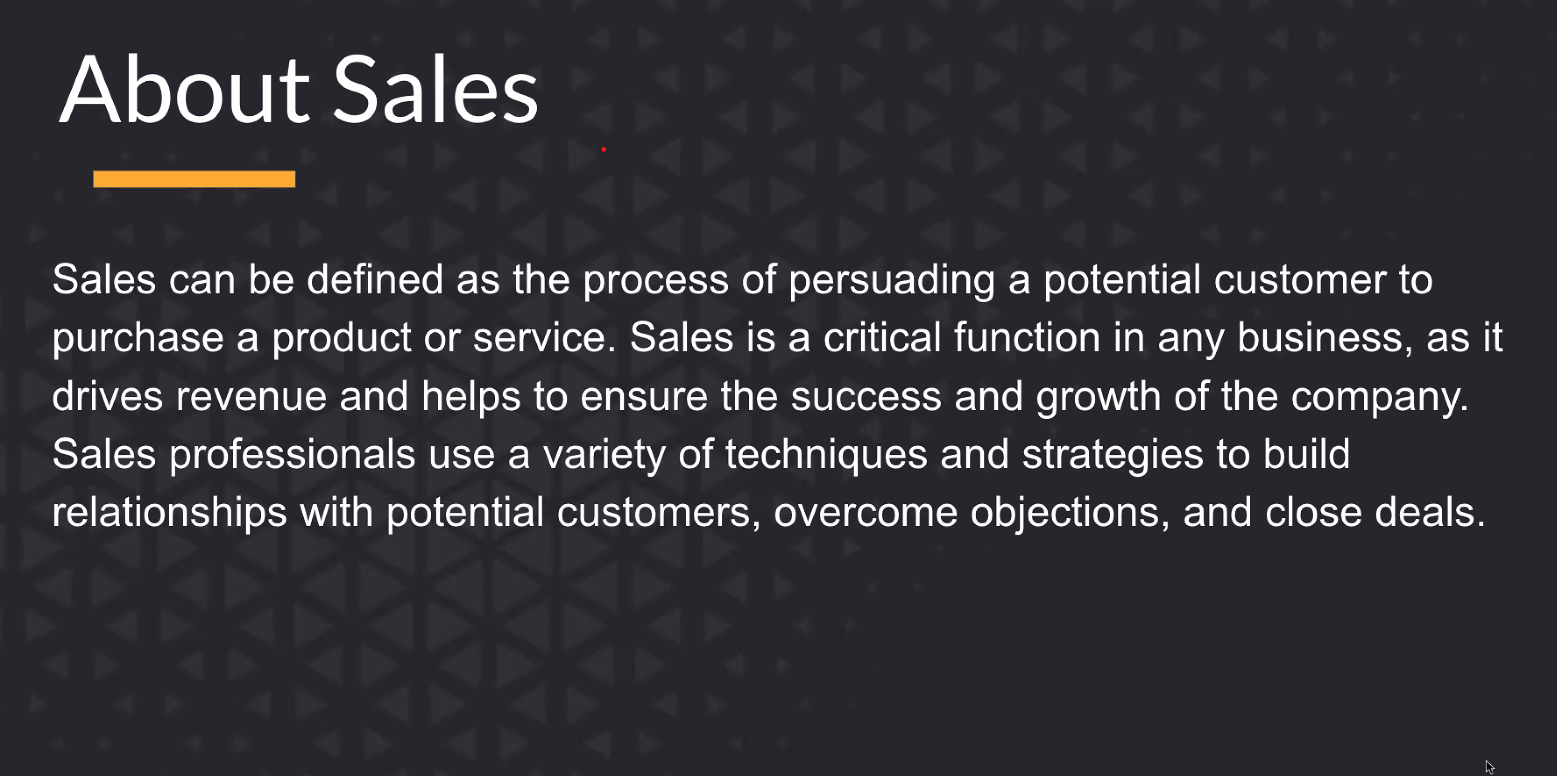 About Sales
Sales can be defined as the process of persuading a potential customer to
purchase a product or service. Sales is a critical function in any business, as it
drives revenue and helps to ensure the success and growth of the company.
Sales professionals use a variety of techniques and strategies to build
relationships with potential customers, overcome objections, and close deals.